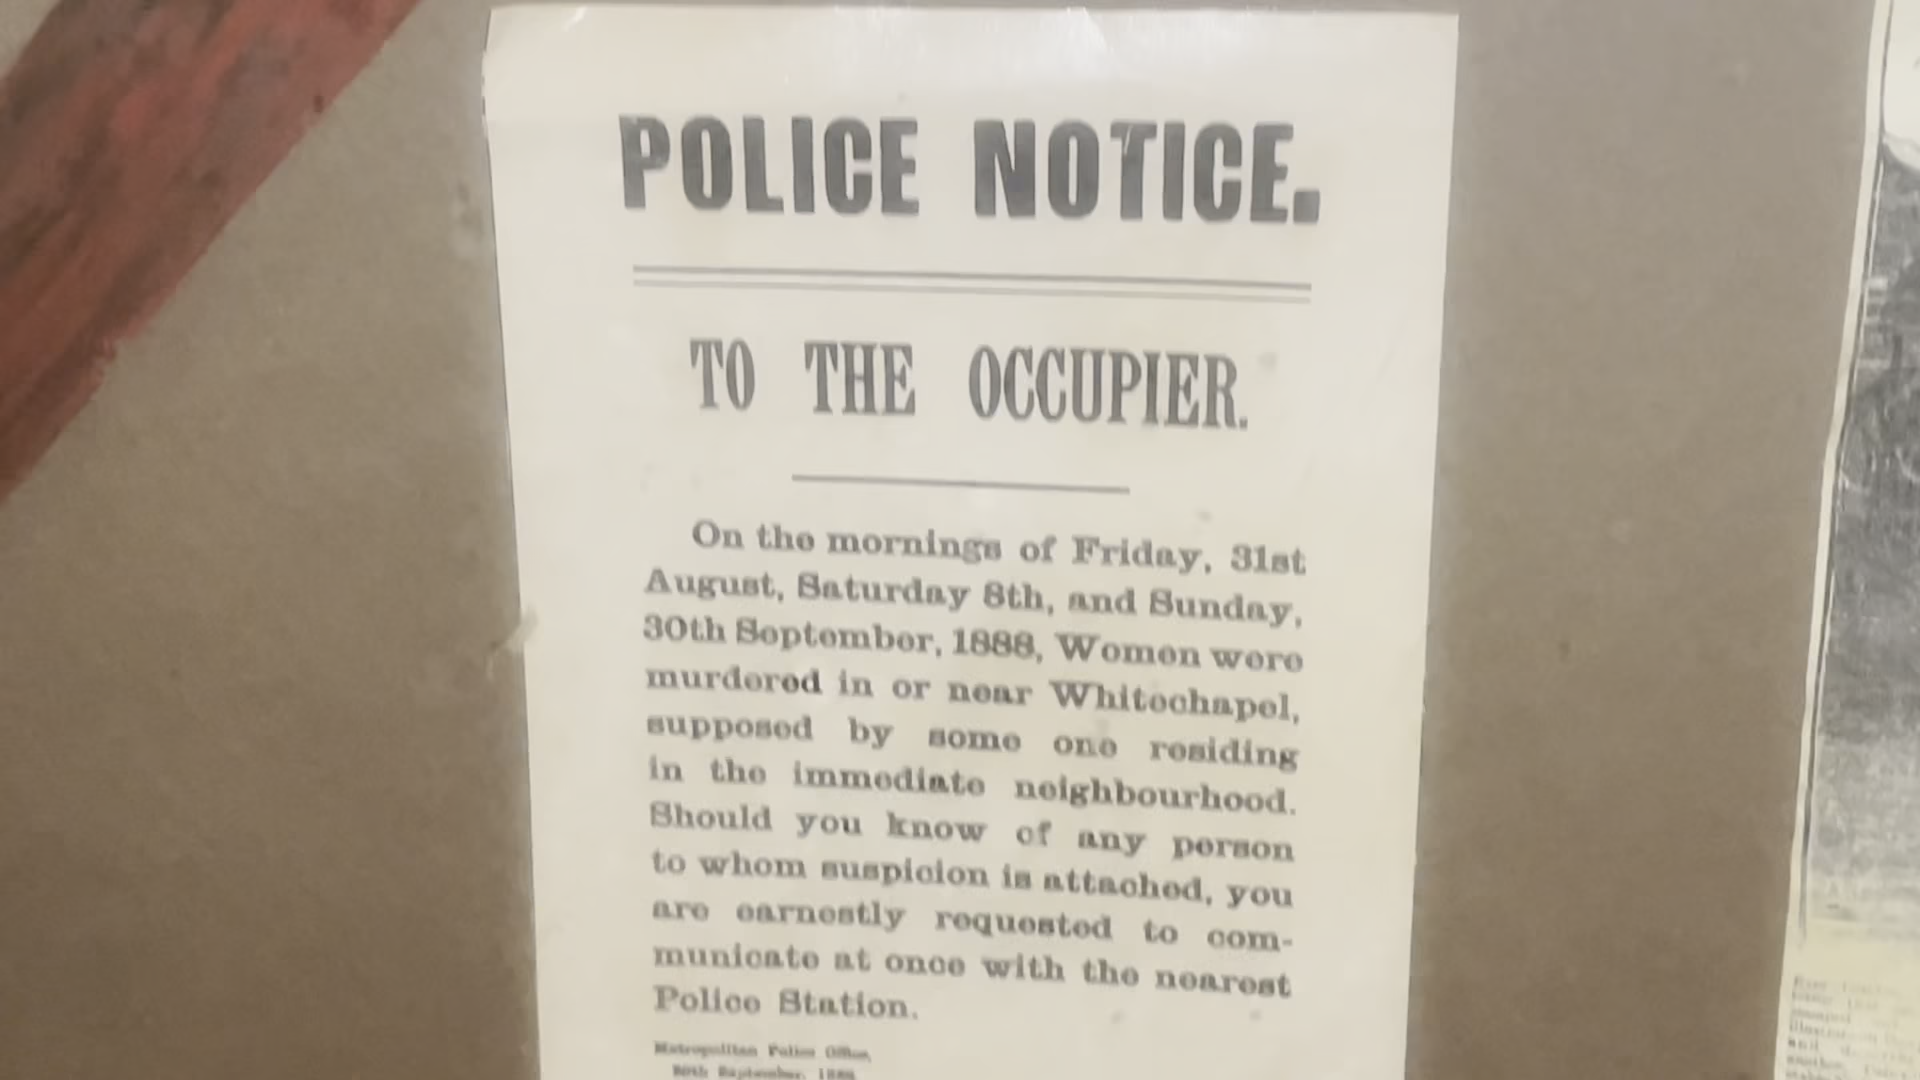 POLICE NOTICE.
TO THE OCCUPIER.
On the mornings of Friday, 31st
August, Saturday 8th, and Sunday,
30th September, 1888, Women were
murdered in or near Whitechapel,
supposed by some one residing
in the immediate neighbourhood.
Should you know of any person
to whom suspicion is attached, you
are earnestly requested to com-
municate at once with the nearest
Police Station.
Metropolitan Police Office,
30th September, 1888.